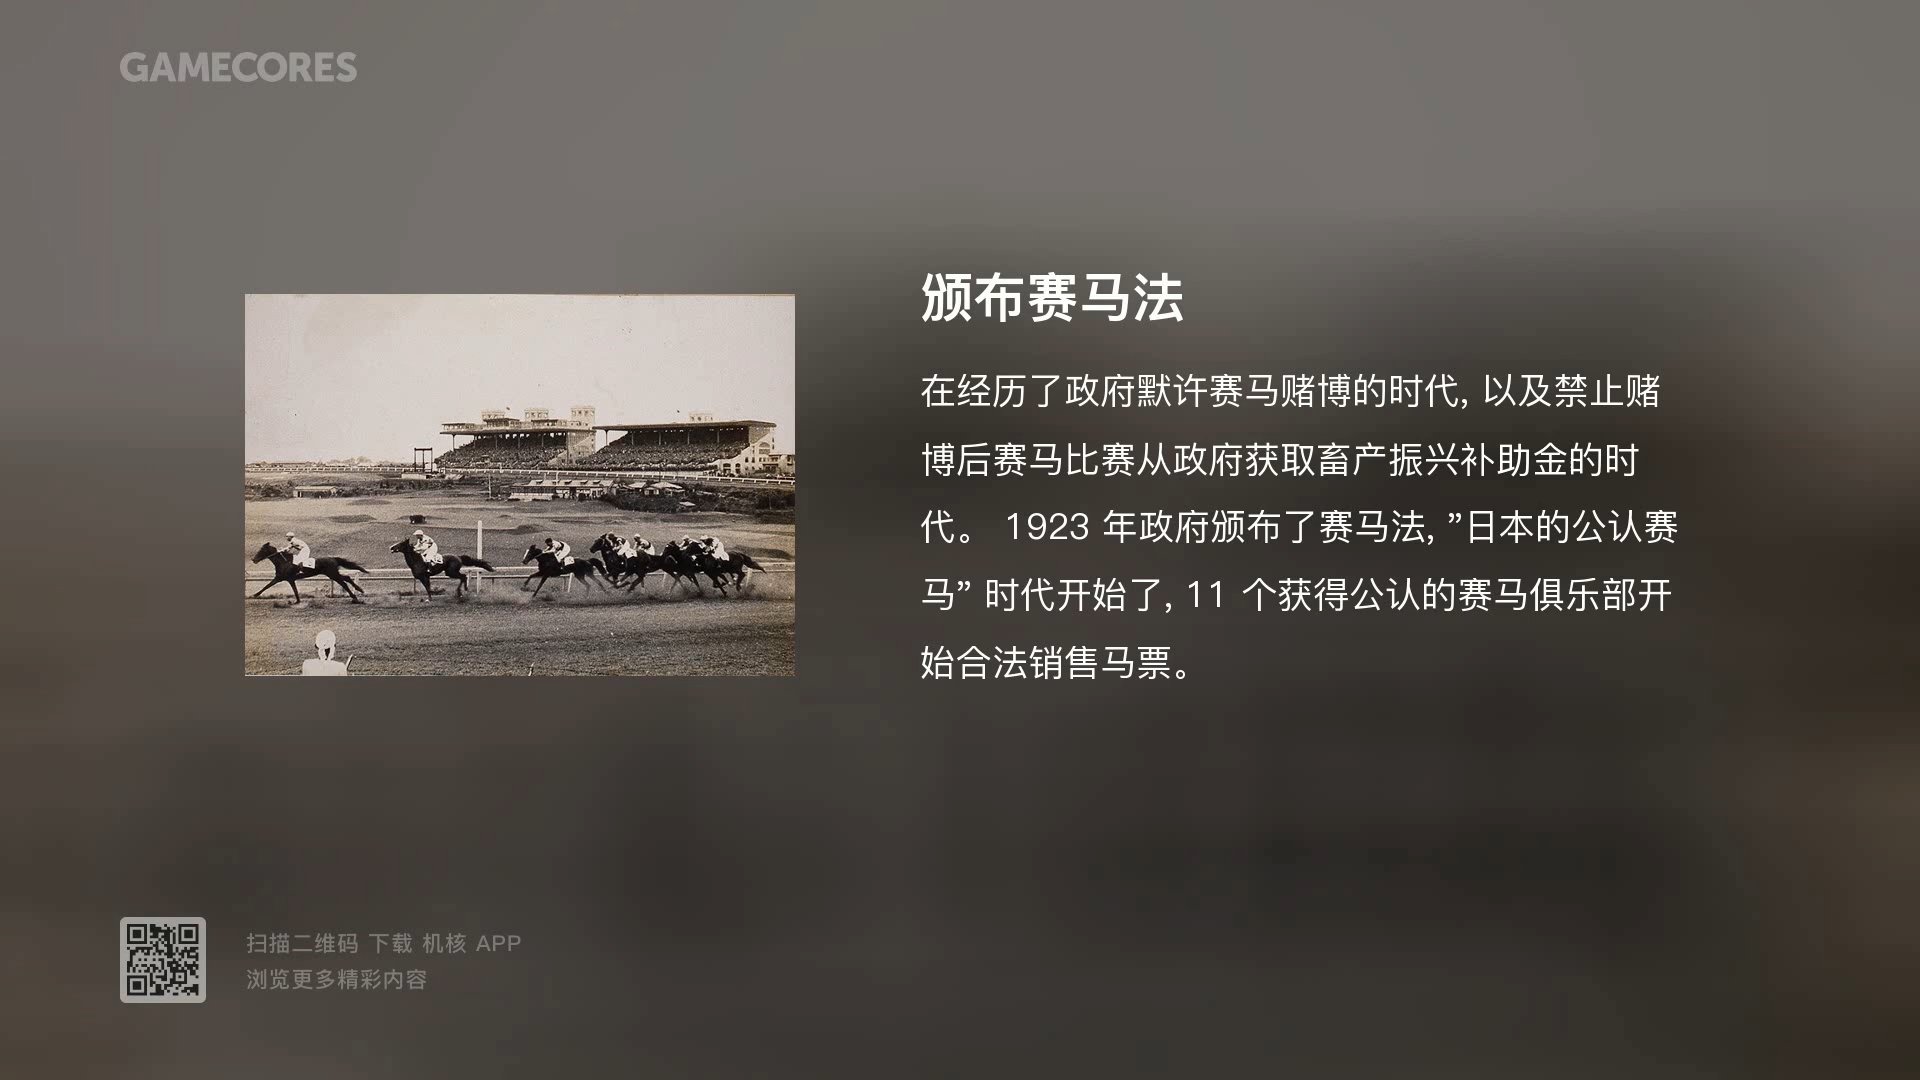 GAMECORES
颁布赛马法
在经历了政府默许赛马赌博的时代, 以及禁止赌
博后赛马比赛从政府获取畜产振兴补助金的时
代。 1923 年政府颁布了赛马法, ”日本的公认赛
马” 时代开始了, 11 个获得公认的赛马俱乐部开
始合法销售马票。
扫描二维码 下载 机核 APP
浏览更多精彩内容